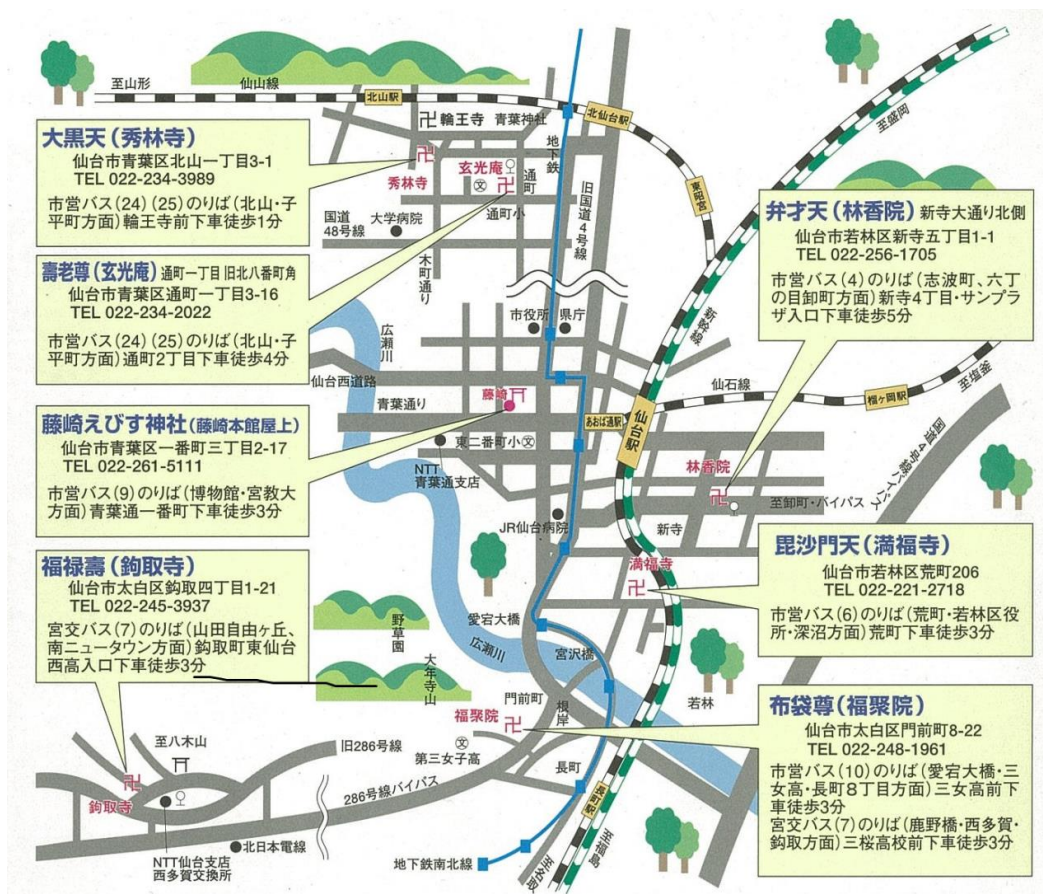 至山形
仙山線
北山駅
北仙台駅
至盛岡
輪王寺
青葉神社
地下鉄
旧国道4号線
東照宮
大黒天(秀林寺)
仙台市青葉区北山一丁目3-1
TEL 022-234-3989
市営バス(24)(25)のりば(北山・子
平町方面)輪王寺前下車徒歩1分
秀林寺
玄光庵
文
通町
通町小
国道
48号線
大学病院
木町通り
壽老尊(玄光庵)通町一丁目 旧北八番町角
仙台市青葉区通町一丁目3-16
TEL 022-234-2022
市営バス(24)(25)のりば(北山・子
平町方面)通町2丁目下車徒歩4分
弁才天(林香院)新寺大通り北側
仙台市若林区新寺五丁目1-1
TEL 022-256-1705
市営バス(4)のりば(志波町、六丁
の目卸町方面)新寺4丁目・サンプラ
ザ入口下車徒歩5分
広瀬川
市役所
県庁
新幹線
仙台西道路
青葉通り
藤崎
仙石線
至塩釜
榴ヶ岡駅
あおば通駅
仙台駅
国道4号線バイパス
藤崎えびす神社(藤崎本館屋上)
仙台市青葉区一番町三丁目2-17
TEL 022-261-5111
市営バス(9)のりば(博物館・宮教大
方面)青葉通一番町下車徒歩3分
東二番町小
文
NTT
青葉通支店
林香院
至卸町・バイパス
JR仙台病院
新寺
満福寺
毘沙門天(満福寺)
仙台市若林区荒町206
TEL 022-221-2718
市営バス(6)のりば(荒町・若林区役
所・深沼方面)荒町下車徒歩3分
福禄壽(鉤取寺)
仙台市太白区鈎取四丁目1-21
TEL 022-245-3937
宮交バス(7)のりば(山田自由ヶ丘、
南ニュータウン方面)鈎取町東仙台
西高入口下車徒歩3分
野草園
愛宕大橋
広瀬川
宮沢橋
大年寺山
門前町
根岸
若林
福聚院
文
第三女子高
長町
布袋尊(福聚院)
仙台市太白区門前町8-22
TEL 022-248-1961
市営バス(10)のりば(愛宕大橋・三
女高・長町8丁目方面)三女高前下
車徒歩3分
宮交バス(7)のりば(鹿野橋・西多賀・
鈎取方面)三桜高校前下車徒歩3分
至八木山
旧286号線
286号線バイパス
鉤取寺
NTT仙台支店
西多賀交換所
北日本電線
地下鉄南北線
長町駅
至名取
至福島